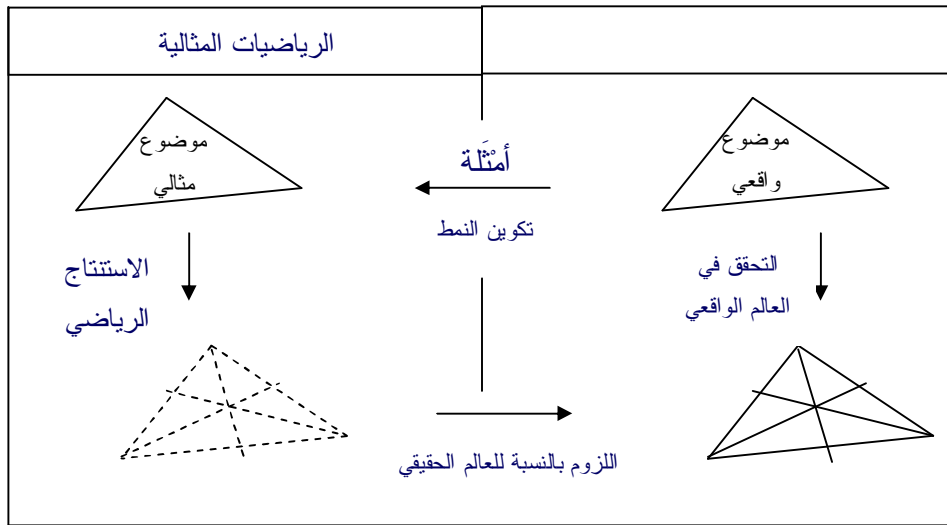 الرياضيات المثالية
موضوع
واقعي
أمْثَلة
تكوين النمط
موضوع
مثالي
التحقق في
العالم الواقعي
الاستنتاج
الرياضي
اللزوم بالنسبة للعالم الحقيقي